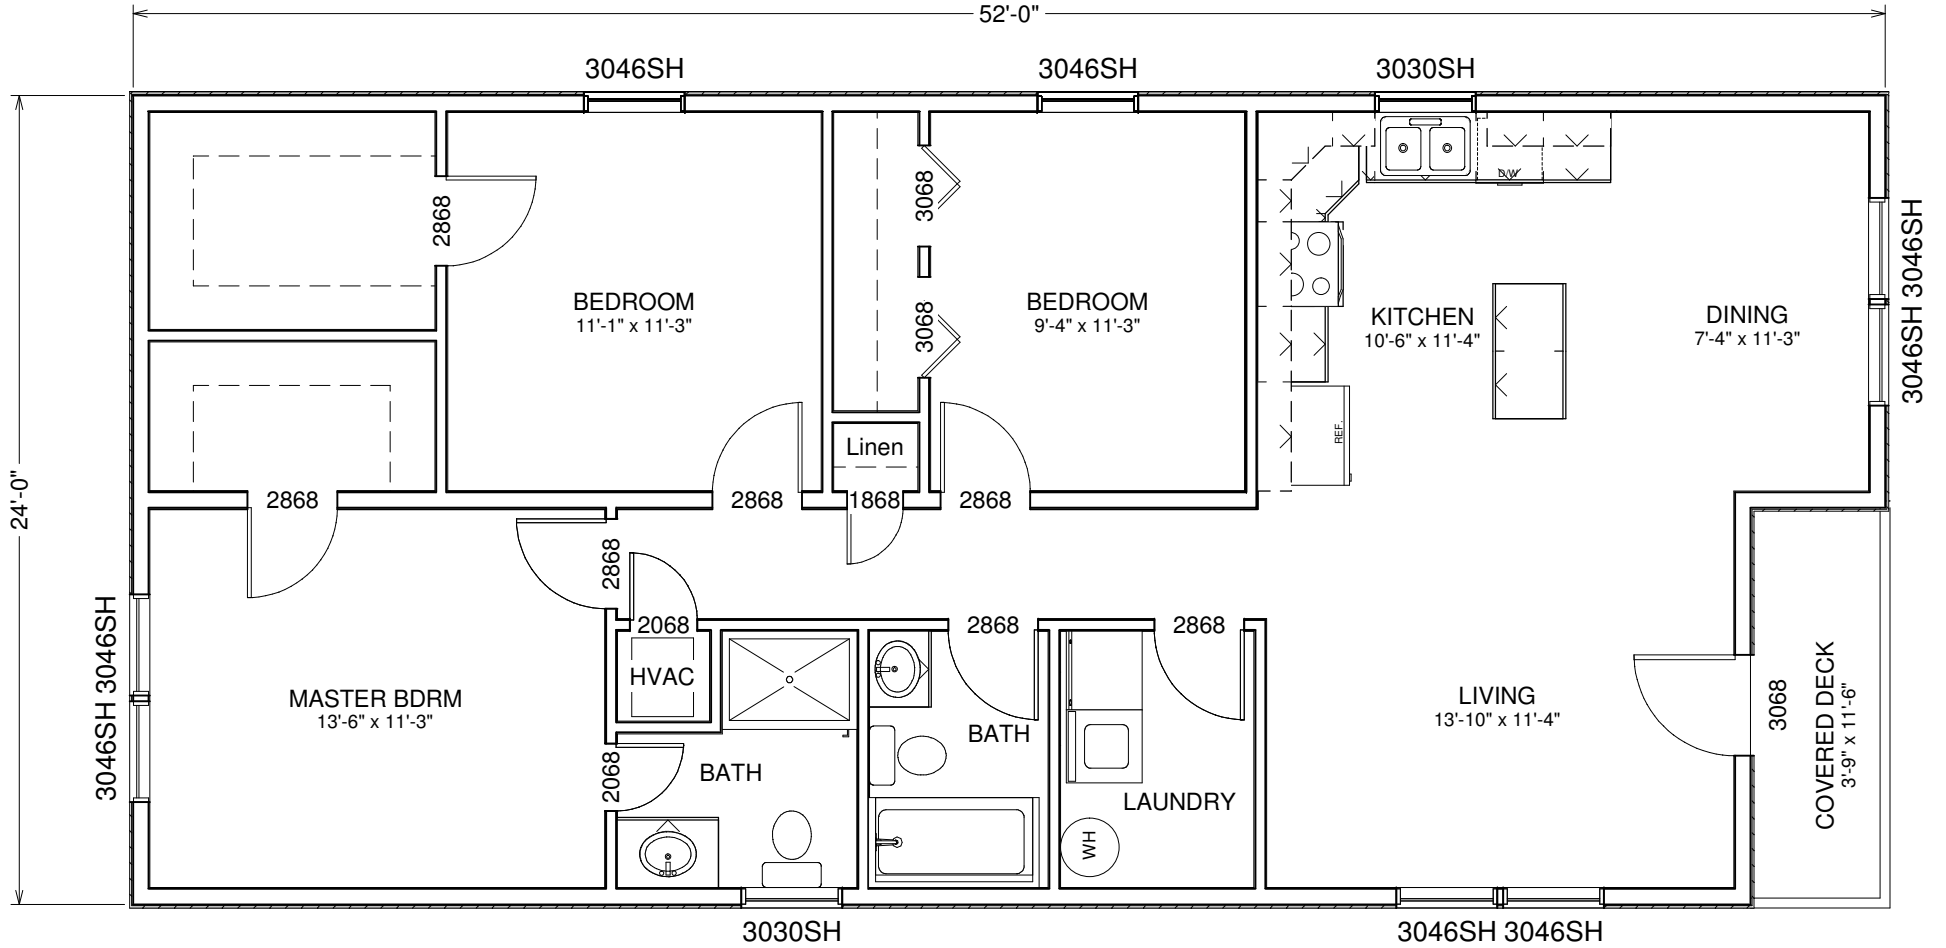 52'-0"
3046SH
3046SH
3030SH
24'-0"
2868
3068
3068
D/W
BEDROOM
11'-1" x 11'-3"
BEDROOM
9'-4" x 11'-3"
KITCHEN
10'-6" x 11'-4"
DINING
7'-4" x 11'-3"
3046SH 3046SH
REF.
Linen
2868
2868
1868
2868
2868
2068
2868
2868
HVAC
3046SH 3046SH
MASTER BDRM
13'-6" x 11'-3"
2068
BATH
BATH
LAUNDRY
WH
LIVING
13'-10" x 11'-4"
3068
COVERED DECK
3'-9" x 11'-6"
3030SH
3046SH 3046SH